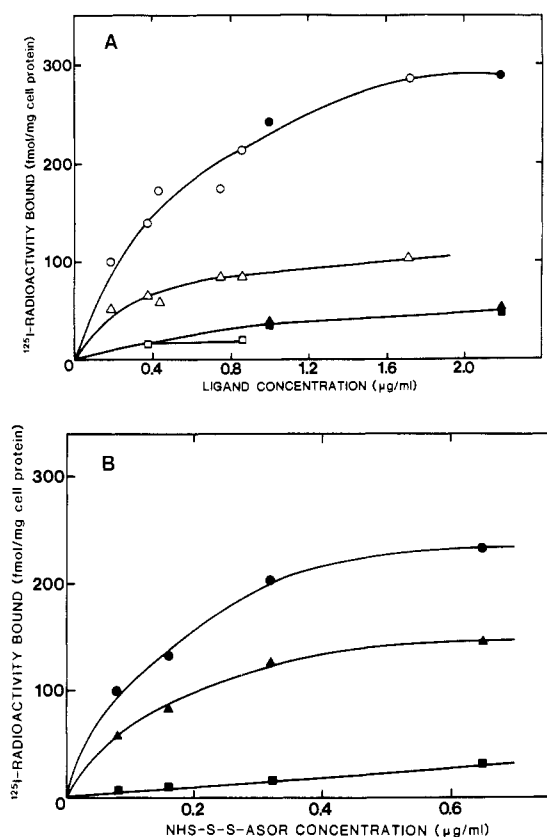 A
¹²⁵I-RADIOACTIVITY BOUND (fmol/mg cell protein)
300
200
100
0
0.4
0.8
1.2
1.6
2.0
LIGAND CONCENTRATION (µg/ml)
B
¹²⁵I-RADIOACTIVITY BOUND (fmol/mg cell protein)
300
200
100
0
0.2
0.4
0.6
NHS-S-S-ASOR CONCENTRATION (µg/ml)